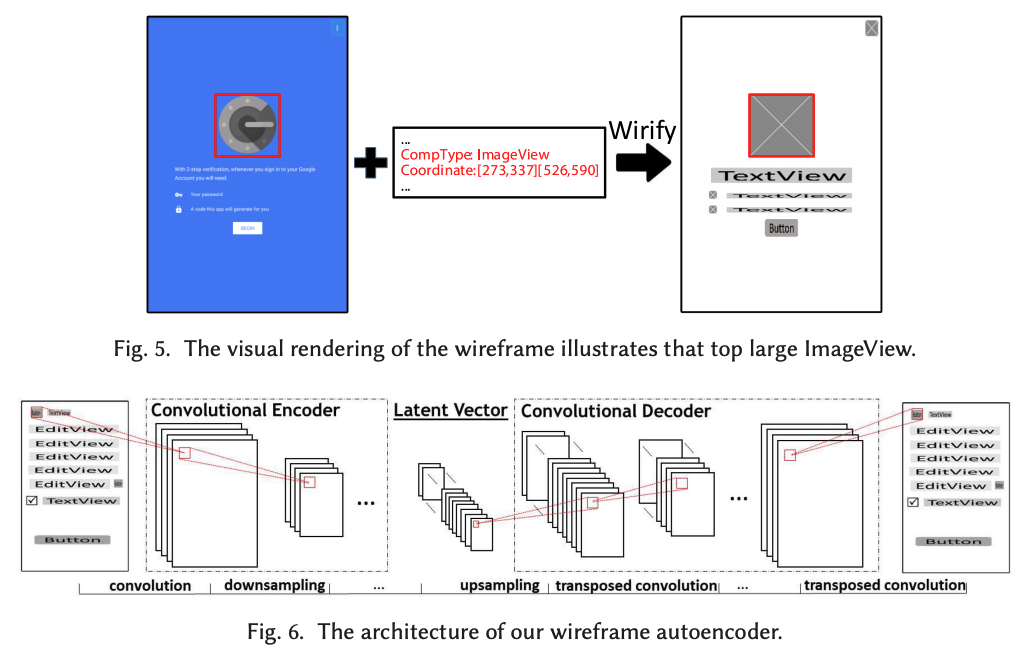 With 2-step verification, whenever you sign in to your Google
Account you will need:
Your password
A code this app will generate for you
BEGIN
...
CompType: ImageView
Coordinate:[273,337][526,590]
...
Wirify
TextView
TextView
TextView
Button
Fig. 5. The visual rendering of the wireframe illustrates that top large ImageView.
Convolutional Encoder
Latent Vector
Convolutional Decoder
Button TextView
EditView
EditView
EditView
EditView
EditView
TextView
Button
...
...
Button TextView
EditView
EditView
EditView
EditView
EditView
TextView
Button
convolution downsampling ... upsampling transposed convolution ... transposed convolution
Fig. 6. The architecture of our wireframe autoencoder.